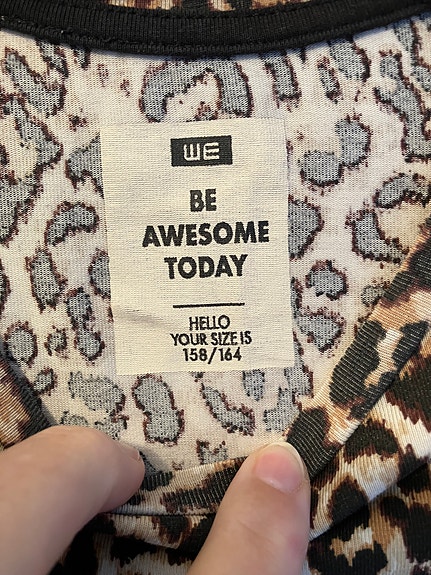 WE
BE
AWESOME
TODAY
HELLO
YOUR SIZE IS
158/164